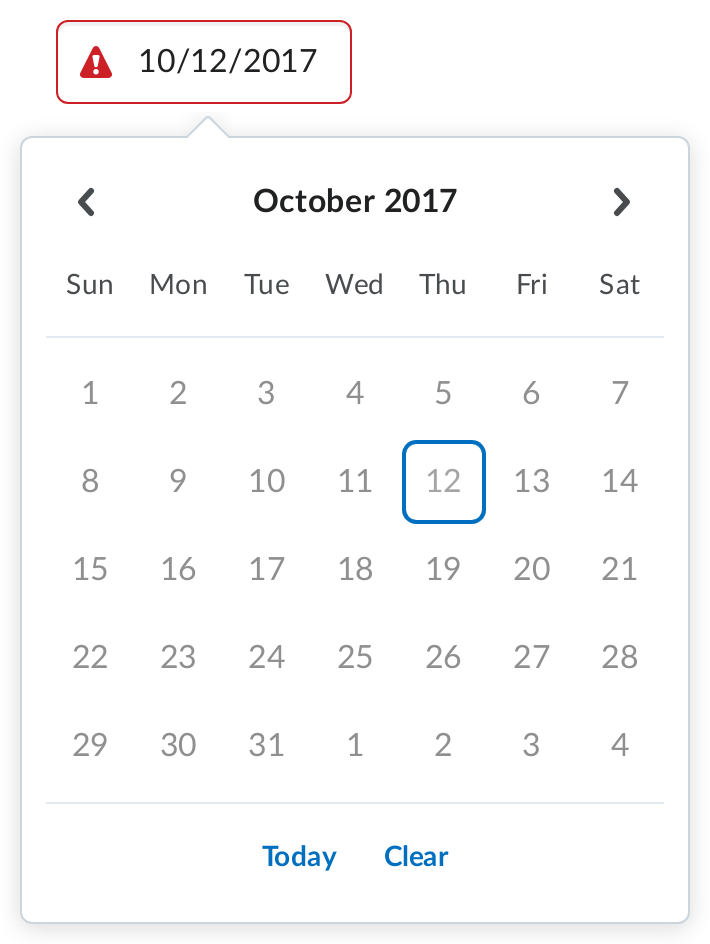 10/12/2017
October 2017
Sun Mon Tue Wed Thu Fri Sat
1 2 3 4 5 6 7
8 9 10 11 12 13 14
15 16 17 18 19 20 21
22 23 24 25 26 27 28
29 30 31 1 2 3 4
Today Clear